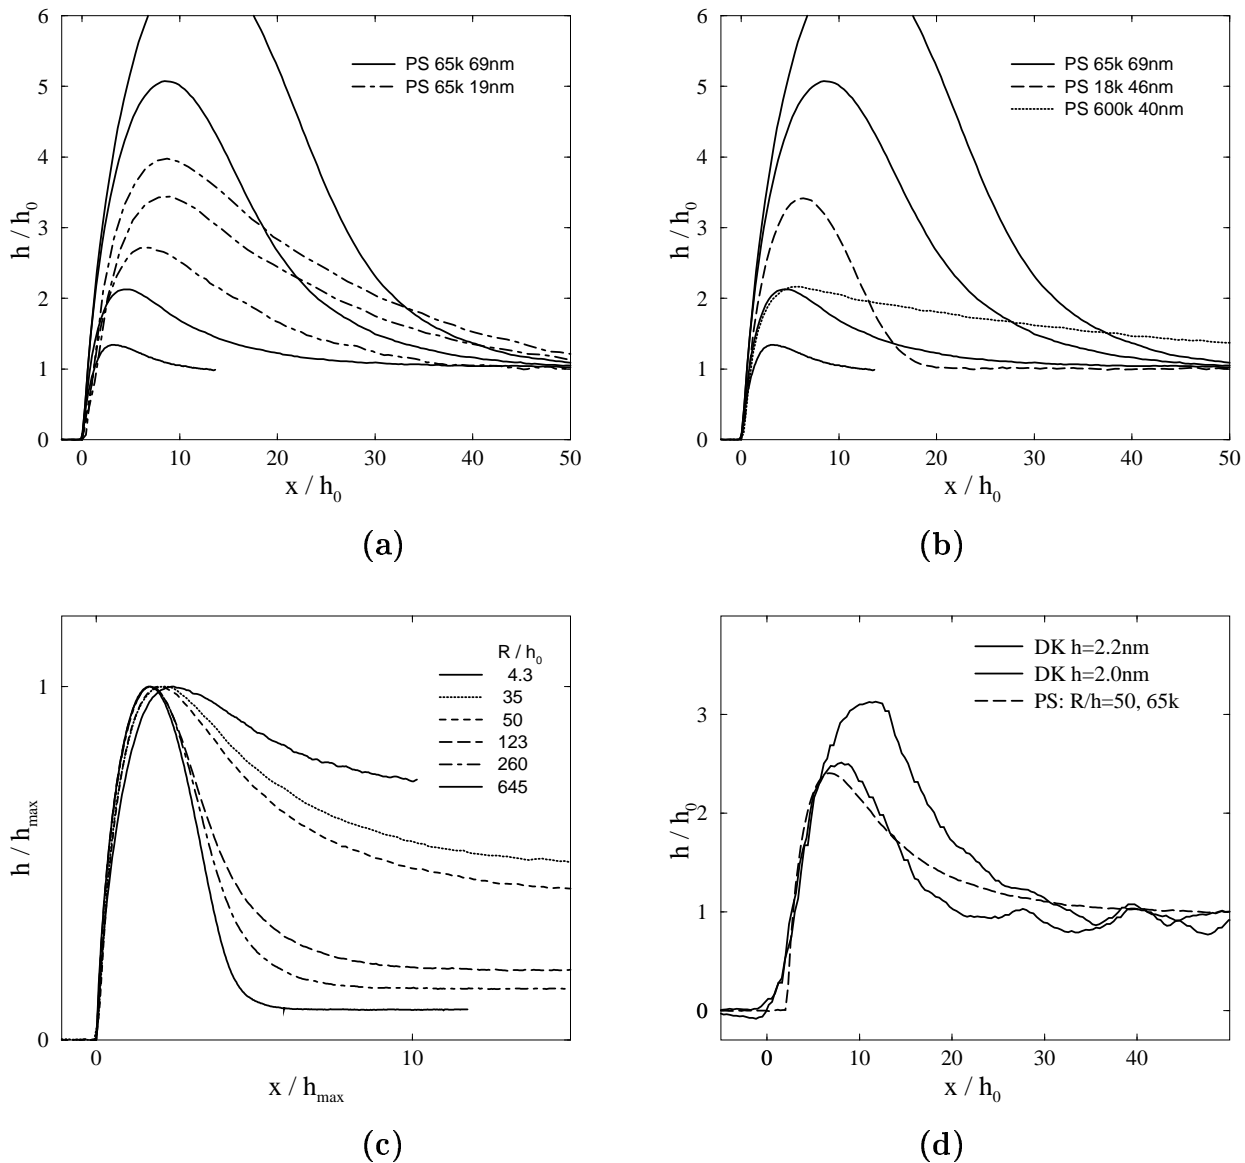 6
5
4
3
2
1
0
h / h0
PS 65k 69nm
PS 65k 19nm
0 10 20 30 40 50
x / h0
(a)
6
5
4
3
2
1
0
h / h0
PS 65k 69nm
PS 18k 46nm
PS 600k 40nm
0 10 20 30 40 50
x / h0
(b)
1
0
h / hmax
R / h0
4.3
35
50
123
260
645
0 10
x / hmax
(c)
3
2
1
0
h / h0
DK h=2.2nm
DK h=2.0nm
PS: R/h=50, 65k
0 10 20 30 40
x / h0
(d)